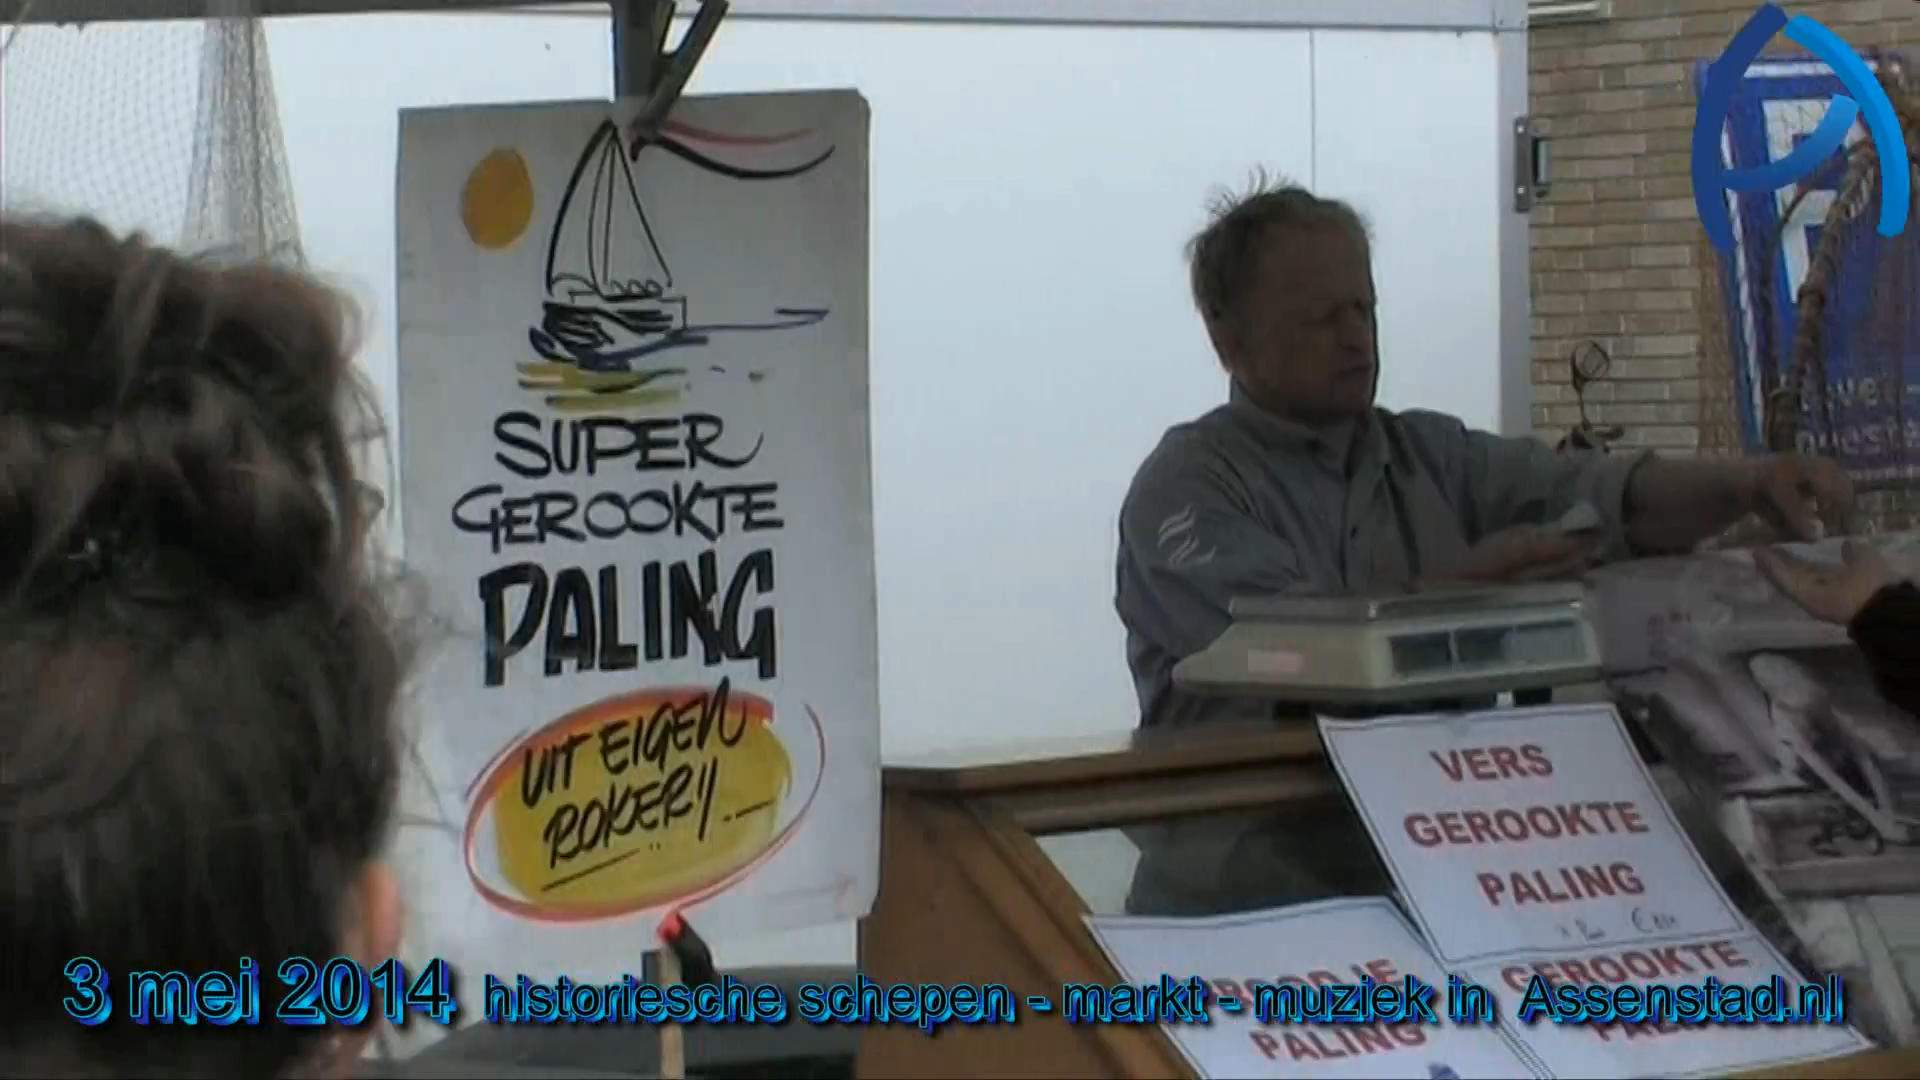 SUPER
GEROOKTE
PALING
UIT EIGEN
ROKERIJ
VERS
GEROOKTE
PALING
BROODJE
PALING
GEROOKTE
3 mei 2014 historiesche schepen - markt - muziek in Assenstad.nl